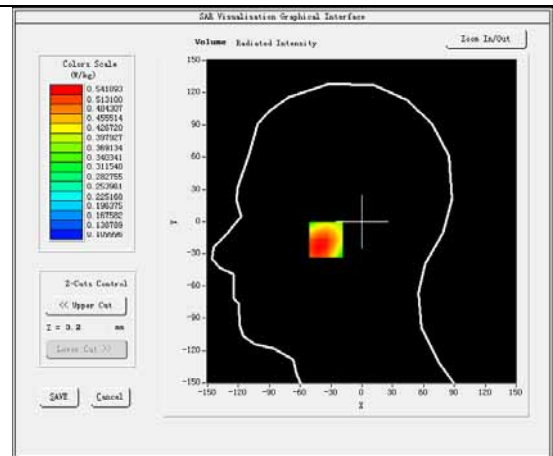 SAR Visualisation Graphical Interface
Volume Radiated Intensity
Zoom In/Out
Colors Scale
(W/kg)
0.541893
0.513100
0.484307
0.455514
0.426720
0.397927
0.369134
0.340341
0.311548
0.282755
0.253961
0.225168
0.196375
0.167582
0.138789
Z-Cuts Control
<< Upper Cut
Z = 3.2 mm
Lower Cut >>
SAVE
Cancel
150
120
90
60
30
0
-30
-60
-90
-120
-150
Y
-150 -120 -90 -60 -30 0 30 60 90 120 150
X